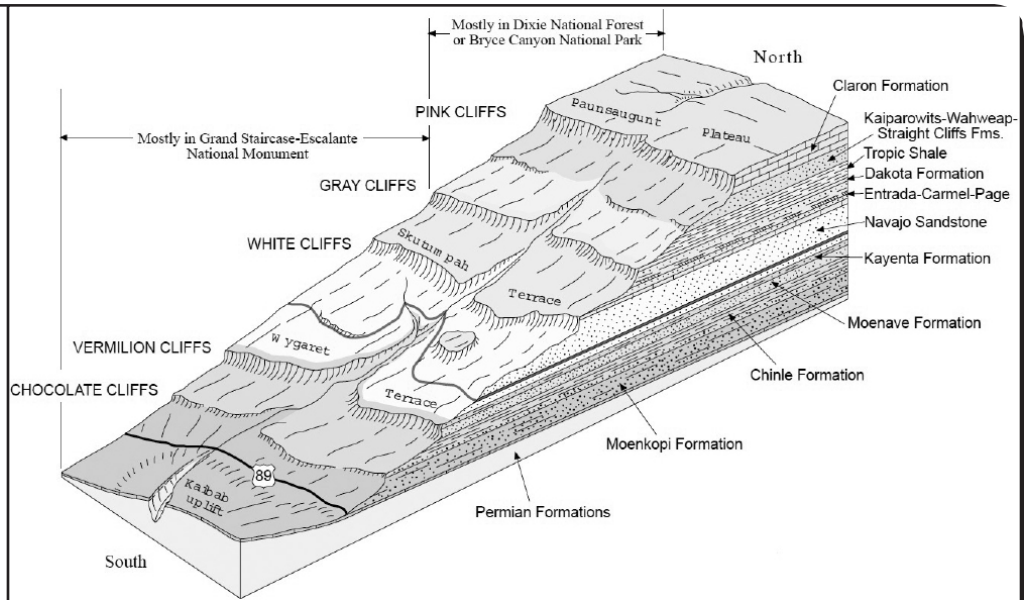 Mostly in Dixie National Forest
or Bryce Canyon National Park
North
Claron Formation
PINK CLIFFS
Paunsaugunt
Plateau
Kaiparowits-Wahweap-
Straight Cliffs Fms.
Mostly in Grand Staircase-Escalante
National Monument
Tropic Shale
Dakota Formation
GRAY CLIFFS
Entrada-Carmel-Page
Navajo Sandstone
WHITE CLIFFS
Skutum pah
Kayenta Formation
Terrace
Moenave Formation
VERMILION CLIFFS
Wygaret
Chinle Formation
CHOCOLATE CLIFFS
Terrace
Moenkopi Formation
89
Kaibab
uplift
Permian Formations
South